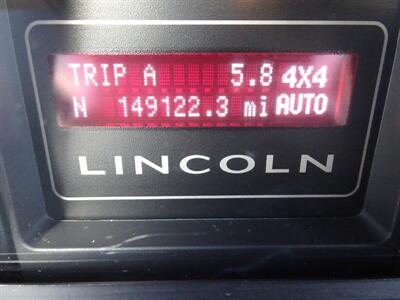 TRIP A 5.8 4X4
N 149122.3 mi AUTO
LINCOLN